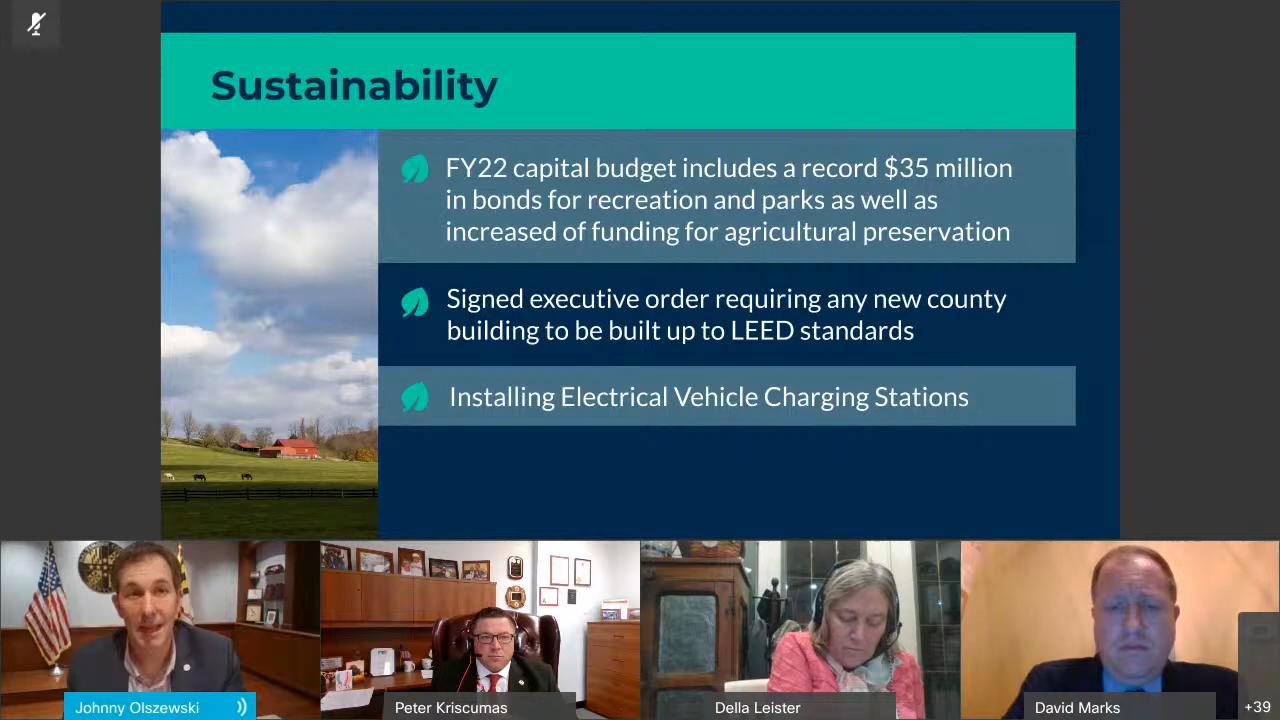 Sustainability
FY22 capital budget includes a record $35 million
in bonds for recreation and parks as well as
increased of funding for agricultural preservation
Signed executive order requiring any new county
building to be built up to LEED standards
Installing Electrical Vehicle Charging Stations
Johnny Olszewski
Peter Kriscumas
Della Leister
David Marks
+39